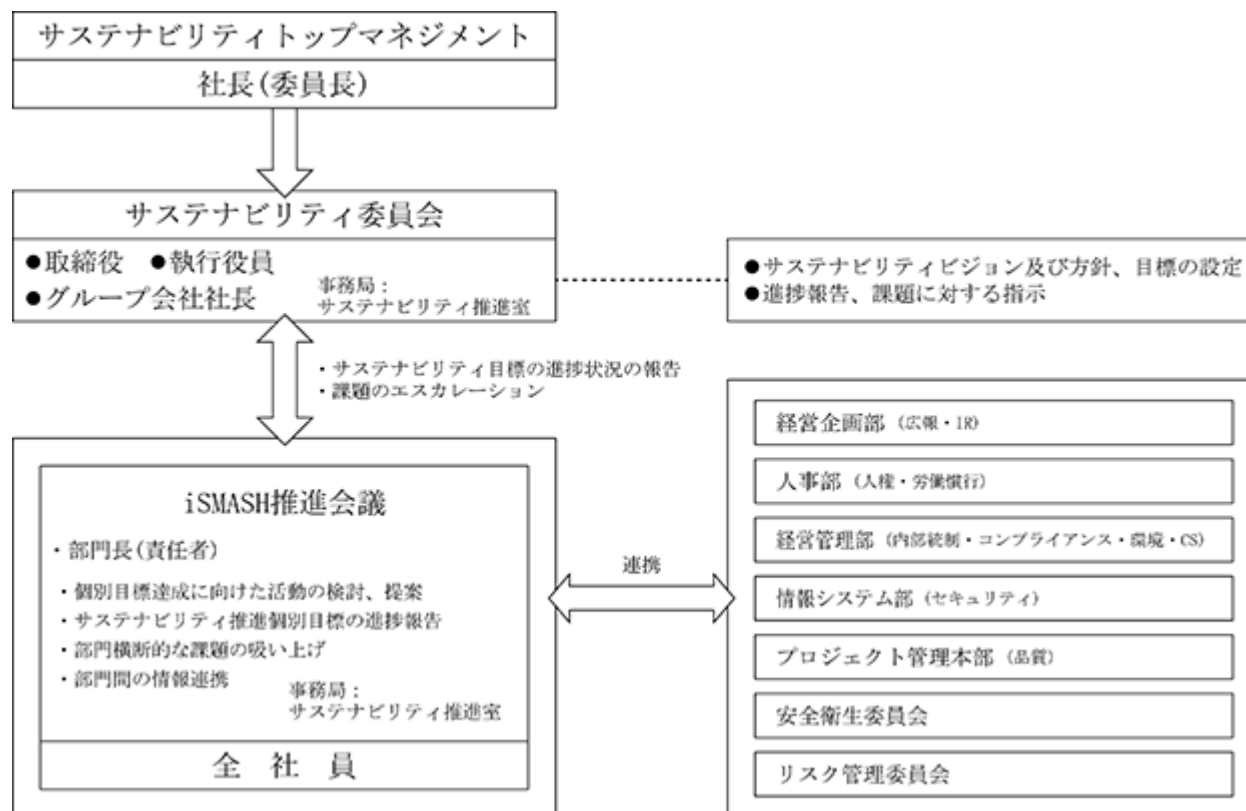 サステナビリティトップマネジメント
社長(委員長)
サステナビリティ委員会
●取締役 ●執行役員
●グループ会社社長
事務局：
サステナビリティ推進室
●サステナビリティビジョン及び方針、目標の設定
●進捗報告、課題に対する指示
・サステナビリティ目標の進捗状況の報告
・課題のエスカレーション
iSMASH推進会議
・部門長(責任者)
・個別目標達成に向けた活動の検討、提案
・サステナビリティ推進個別目標の進捗報告
・部門横断的な課題の吸い上げ
・部門間の情報連携
事務局：
サステナビリティ推進室
全 社 員
連携
経営企画部 (広報・IR)
人事部 (人権・労働慣行)
経営管理部 (内部統制・コンプライアンス・環境・CS)
情報システム部 (セキュリティ)
プロジェクト管理本部 (品質)
安全衛生委員会
リスク管理委員会